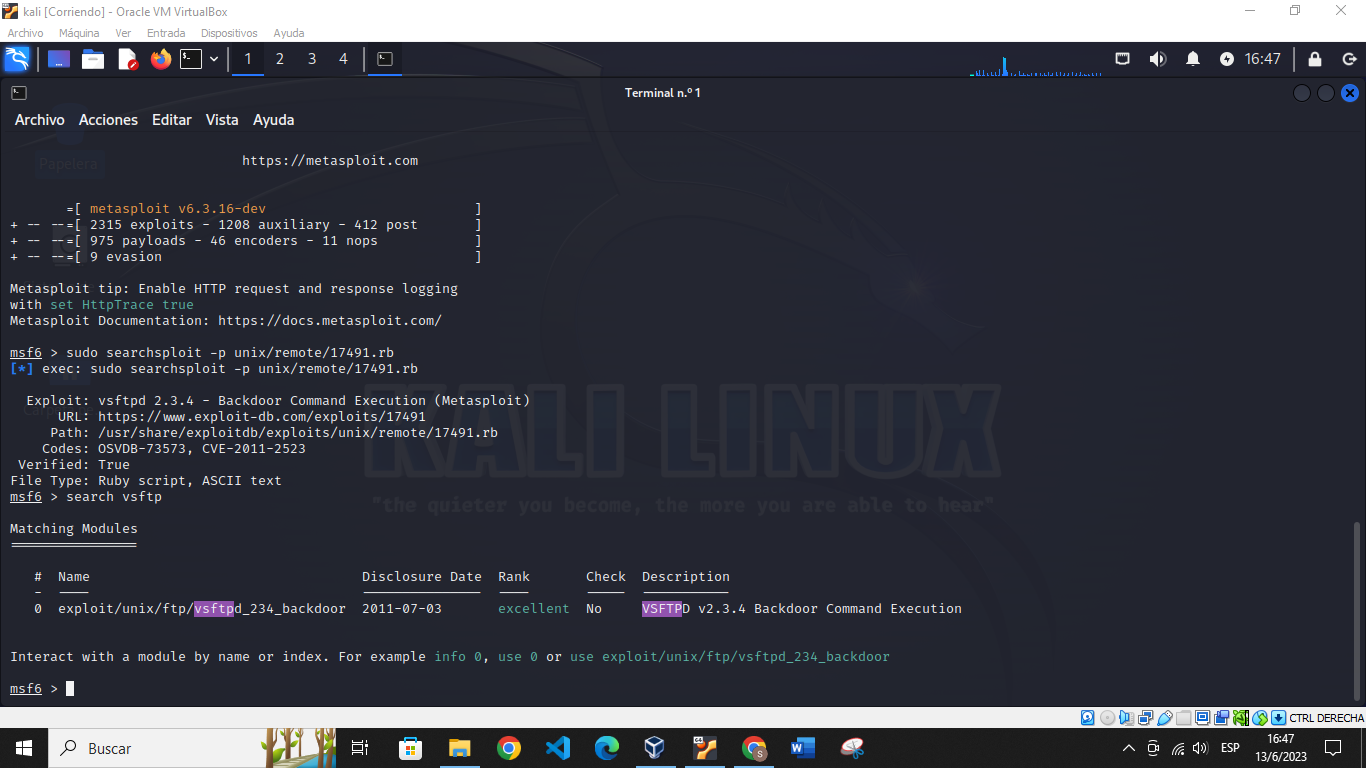 kali [Corriendo] - Oracle VM VirtualBox
Archivo Máquina Ver Entrada Dispositivos Ayuda
1 2 3 4 16:47
Terminal n.º 1
Archivo Acciones Editar Vista Ayuda
Papelera
https://metasploit.com
=[ metasploit v6.3.16-dev ]
+ -- --=[ 2315 exploits - 1208 auxiliary - 412 post ]
+ -- --=[ 975 payloads - 46 encoders - 11 nops ]
+ -- --=[ 9 evasion ]
Metasploit tip: Enable HTTP request and response logging
with set HttpTrace true
Metasploit Documentation: https://docs.metasploit.com/
msf6 > sudo searchsploit -p unix/remote/17491.rb
[*] exec: sudo searchsploit -p unix/remote/17491.rb
Exploit: vsftpd 2.3.4 - Backdoor Command Execution (Metasploit)
URL: https://www.exploit-db.com/exploits/17491
Path: /usr/share/exploitdb/exploits/unix/remote/17491.rb
Codes: OSVDB-73573, CVE-2011-2523
Verified: True
File Type: Ruby script, ASCII text
msf6 > search vsftp
KALI LINUX
"the quieter you become, the more you are able to hear"
Matching Modules
================
# Name Disclosure Date Rank Check Description
- ---- --------------- ---- ----- -----------
0 exploit/unix/ftp/vsftpd_234_backdoor 2011-07-03 excellent No VSFTPD v2.3.4 Backdoor Command Execution
Interact with a module by name or index. For example info 0, use 0 or use exploit/unix/ftp/vsftpd_234_backdoor
msf6 >
CTRL DERECHA
Buscar
ESP
16:47
13/6/2023